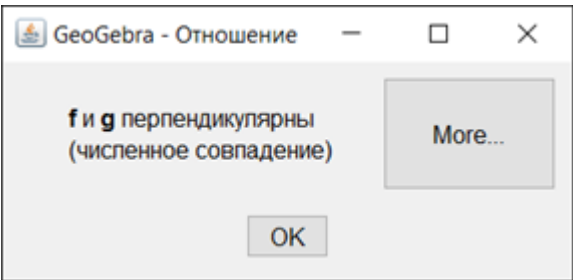 GeoGebra - Отношение
f и g перпендикулярны
(численное совпадение)
More...
OK